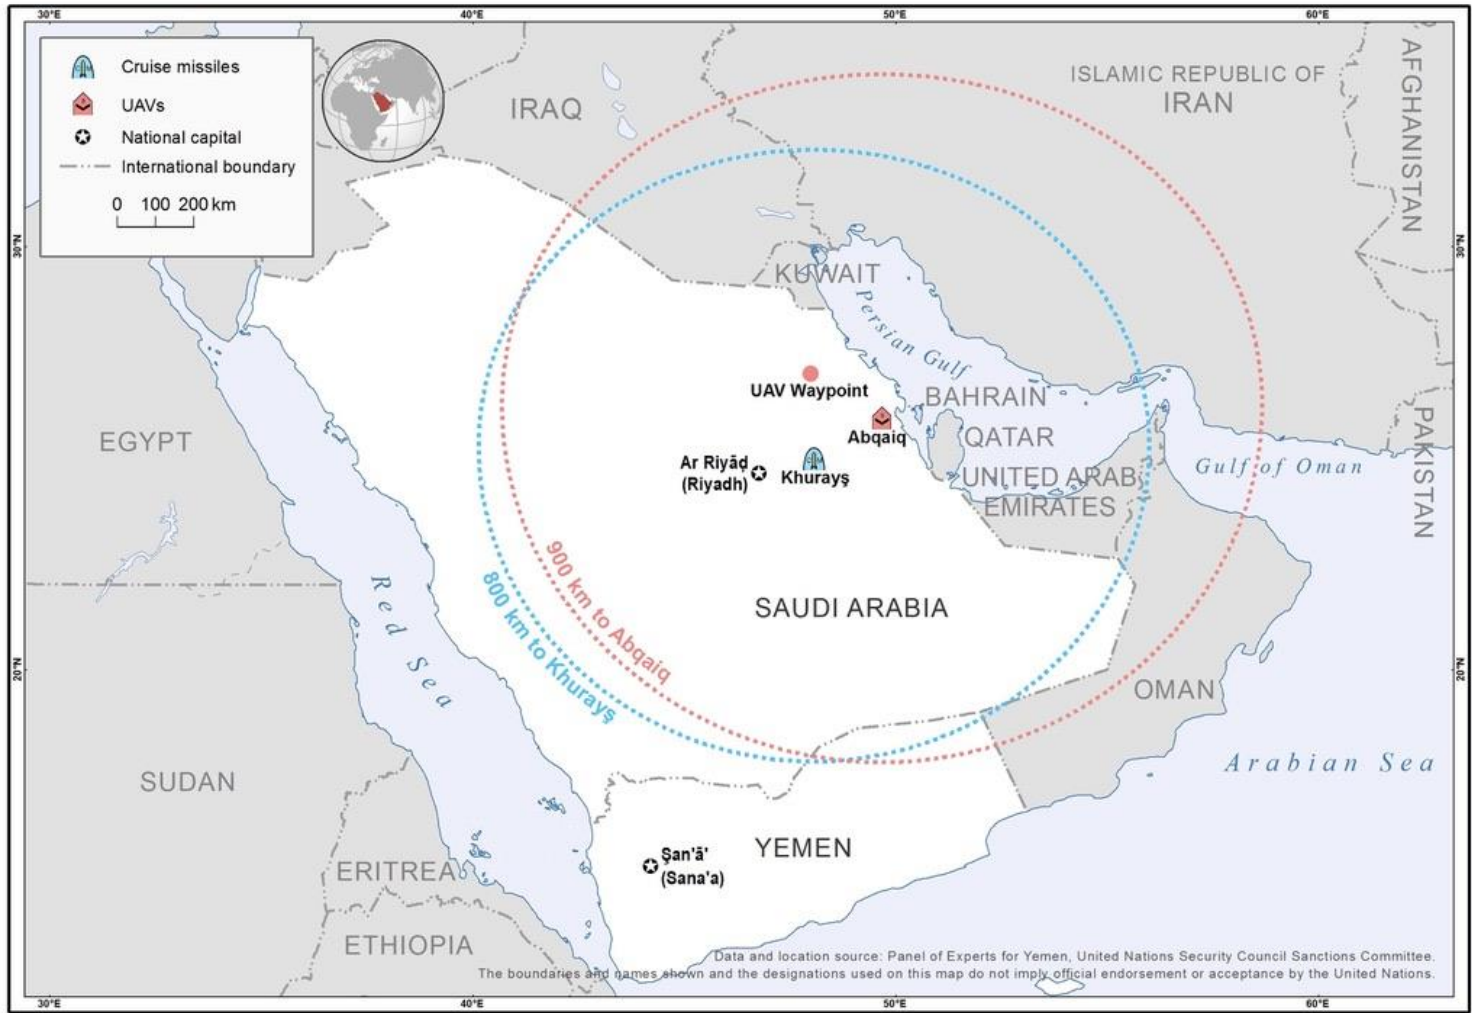 30°E
40°E
50°E
60°E
Cruise missiles
UAVs
National capital
International boundary
0 100 200 km
IRAQ
ISLAMIC REPUBLIC OF
IRAN
AFGHANISTAN
30°N
30°N
KUWAIT
Persian Gulf
UAV Waypoint
BAHRAIN
Abqaiq
QATAR
EGYPT
Ar Riyāḑ
(Riyadh)
Khurayş
UNITED ARAB
EMIRATES
Gulf of Oman
PAKISTAN
900 km to Abqaiq
800 km to Khurayş
Red Sea
SAUDI ARABIA
20°N
20°N
OMAN
Arabian Sea
SUDAN
YEMEN
Şan'ā'
(Sana'a)
ERITREA
ETHIOPIA
Data and location source: Panel of Experts for Yemen, United Nations Security Council Sanctions Committee.
The boundaries and names shown and the designations used on this map do not imply official endorsement or acceptance by the United Nations.
30°E
40°E
50°E
60°E